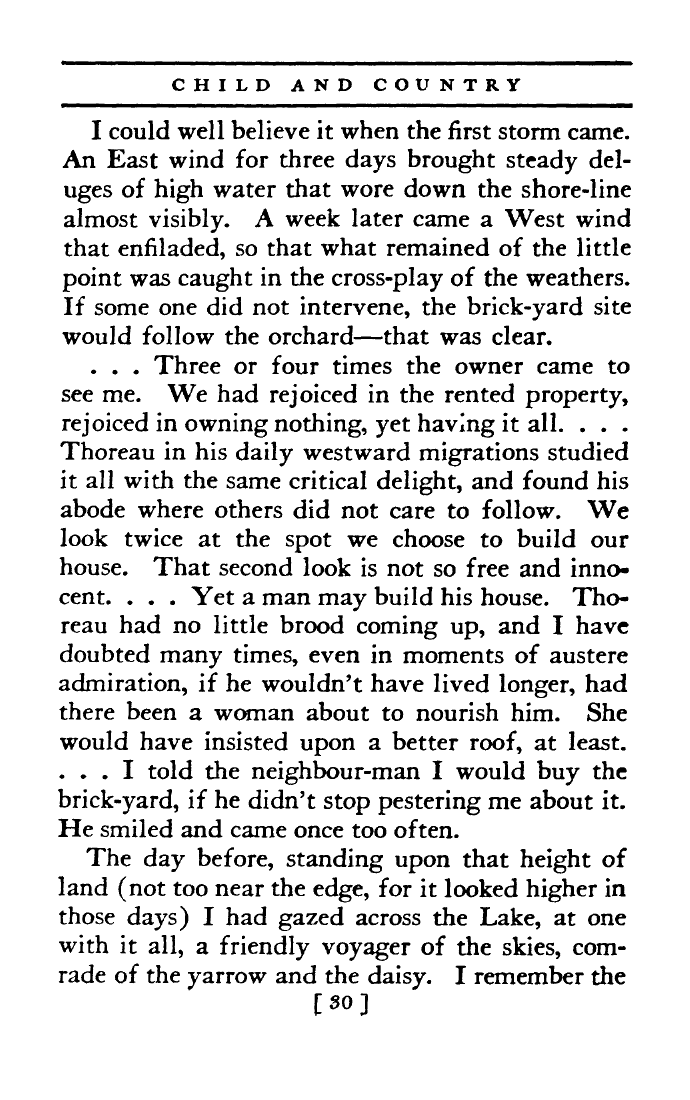 CHILD AND COUNTRY
I could well believe it when the first storm came.
An East wind for three days brought steady del-
uges of high water that wore down the shore-line
almost visibly. A week later came a West wind
that enfiladed, so that what remained of the little
point was caught in the cross-play of the weathers.
If some one did not intervene, the brick-yard site
would follow the orchard—that was clear.
. . . Three or four times the owner came to
see me. We had rejoiced in the rented property,
rejoiced in owning nothing, yet having it all. . . .
Thoreau in his daily westward migrations studied
it all with the same critical delight, and found his
abode where others did not care to follow. We
look twice at the spot we choose to build our
house. That second look is not so free and inno-
cent. . . . Yet a man may build his house. Tho-
reau had no little brood coming up, and I have
doubted many times, even in moments of austere
admiration, if he wouldn't have lived longer, had
there been a woman about to nourish him. She
would have insisted upon a better roof, at least.
. . . I told the neighbour-man I would buy the
brick-yard, if he didn't stop pestering me about it.
He smiled and came once too often.
The day before, standing upon that height of
land (not too near the edge, for it looked higher in
those days) I had gazed across the Lake, at one
with it all, a friendly voyager of the skies, com-
rade of the yarrow and the daisy. I remember the
[30]